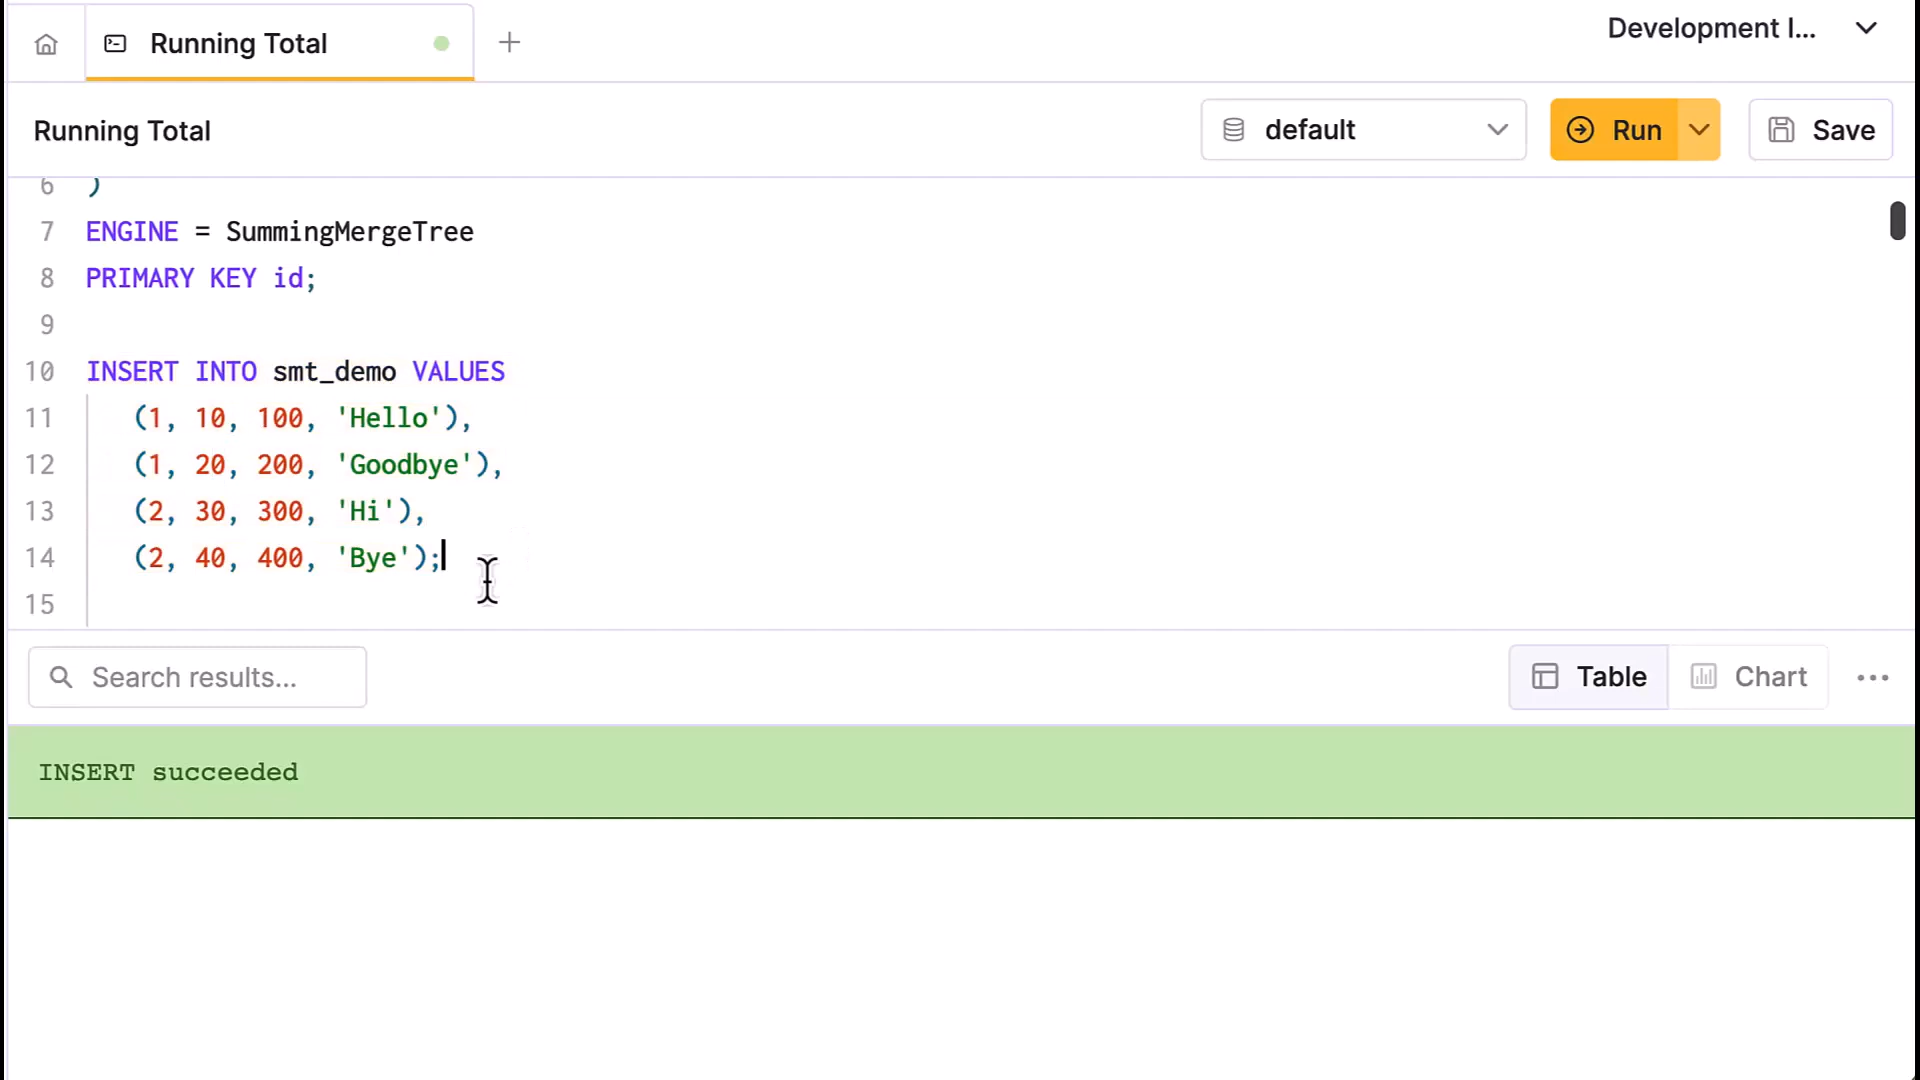 Running Total
Development I...
Running Total
default
Run
Save
6 )
7 ENGINE = SummingMergeTree
8 PRIMARY KEY id;
9
10 INSERT INTO smt_demo VALUES
11 (1, 10, 100, 'Hello'),
12 (1, 20, 200, 'Goodbye'),
13 (2, 30, 300, 'Hi'),
14 (2, 40, 400, 'Bye');
15
Search results...
Table
Chart
INSERT succeeded